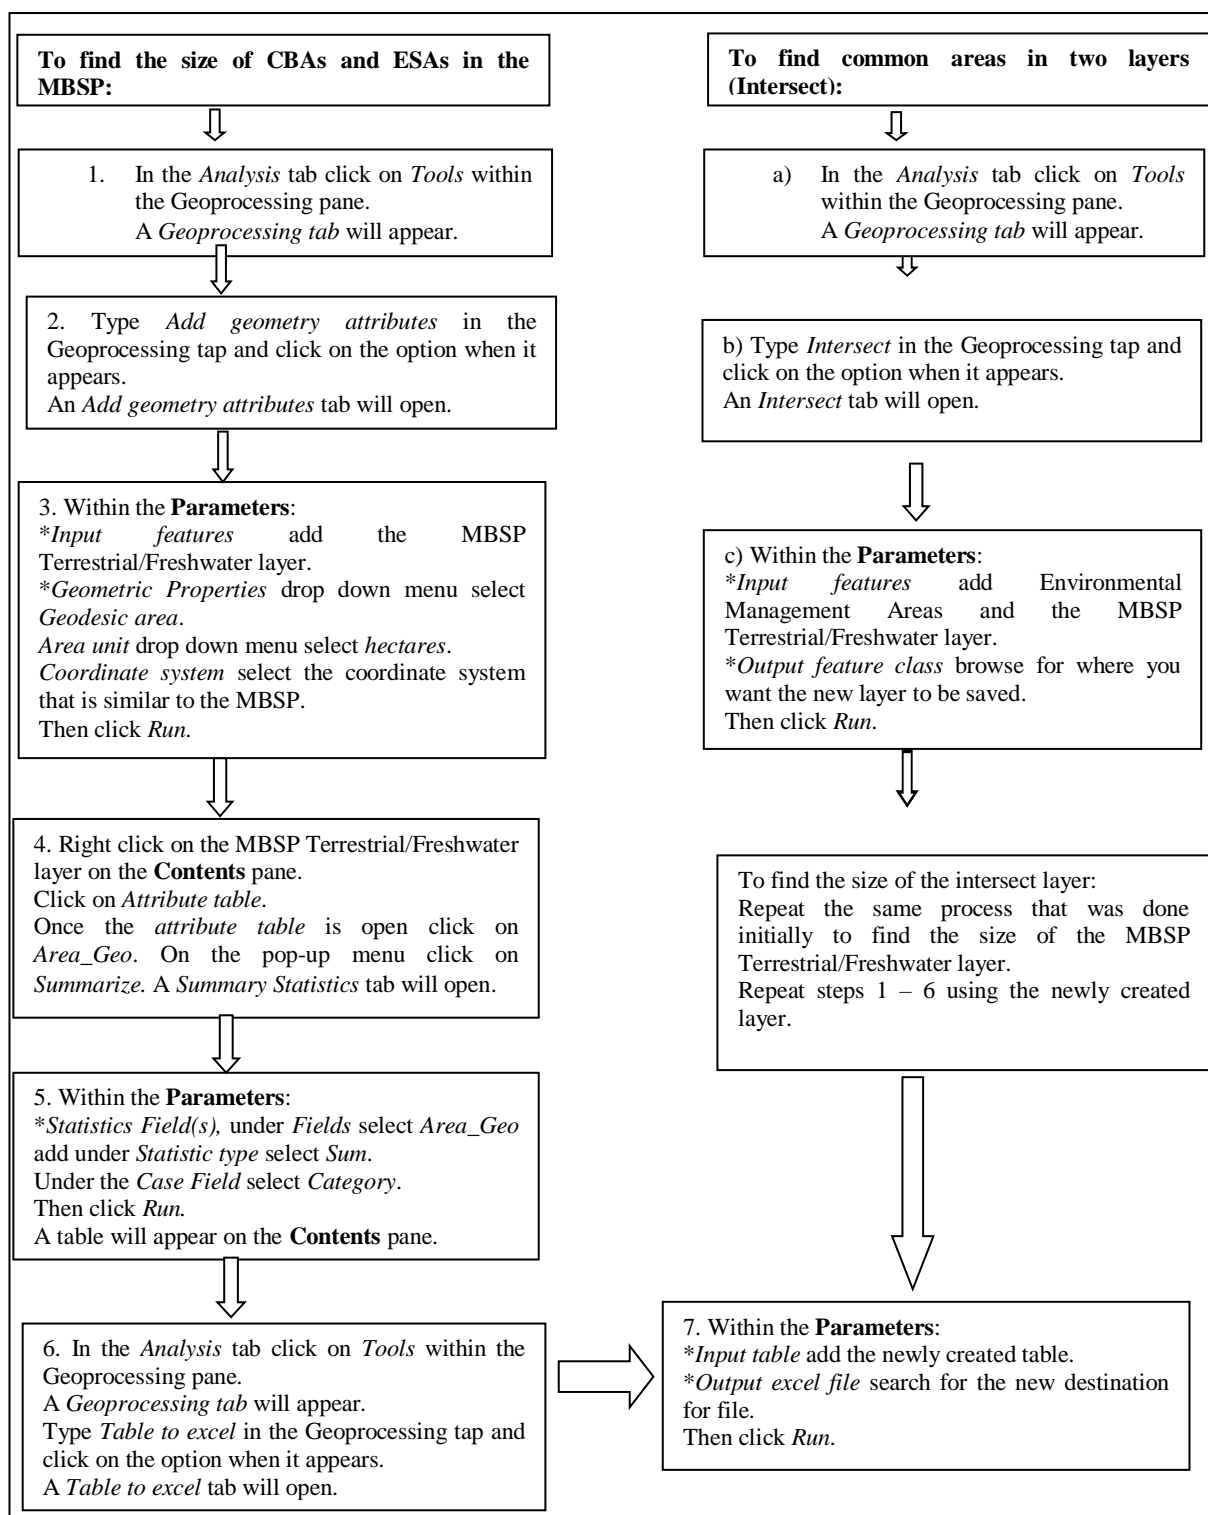 To find the size of CBAs and ESAs in the
MBSP:
1. In the Analysis tab click on Tools within
the Geoprocessing pane.
A Geoprocessing tab will appear.
2. Type Add geometry attributes in the
Geoprocessing tap and click on the option when it
appears.
An Add geometry attributes tab will open.
3. Within the Parameters:
*Input features add the MBSP
Terrestrial/Freshwater layer.
*Geometric Properties drop down menu select
Geodesic area.
Area unit drop down menu select hectares.
Coordinate system select the coordinate system
that is similar to the MBSP.
Then click Run.
4. Right click on the MBSP Terrestrial/Freshwater
layer on the Contents pane.
Click on Attribute table.
Once the attribute table is open click on
Area_Geo. On the pop-up menu click on
Summarize. A Summary Statistics tab will open.
5. Within the Parameters:
*Statistics Field(s), under Fields select Area_Geo
add under Statistic type select Sum.
Under the Case Field select Category.
Then click Run.
A table will appear on the Contents pane.
6. In the Analysis tab click on Tools within the
Geoprocessing pane.
A Geoprocessing tab will appear.
Type Table to excel in the Geoprocessing tap and
click on the option when it appears.
A Table to excel tab will open.
To find common areas in two layers
(Intersect):
a) In the Analysis tab click on Tools
within the Geoprocessing pane.
A Geoprocessing tab will appear.
b) Type Intersect in the Geoprocessing tap and
click on the option when it appears.
An Intersect tab will open.
c) Within the Parameters:
*Input features add Environmental
Management Areas and the MBSP
Terrestrial/Freshwater layer.
*Output feature class browse for where you
want the new layer to be saved.
Then click Run.
To find the size of the intersect layer:
Repeat the same process that was done
initially to find the size of the MBSP
Terrestrial/Freshwater layer.
Repeat steps 1 – 6 using the newly created
layer.
7. Within the Parameters:
*Input table add the newly created table.
*Output excel file search for the new destination
for file.
Then click Run.